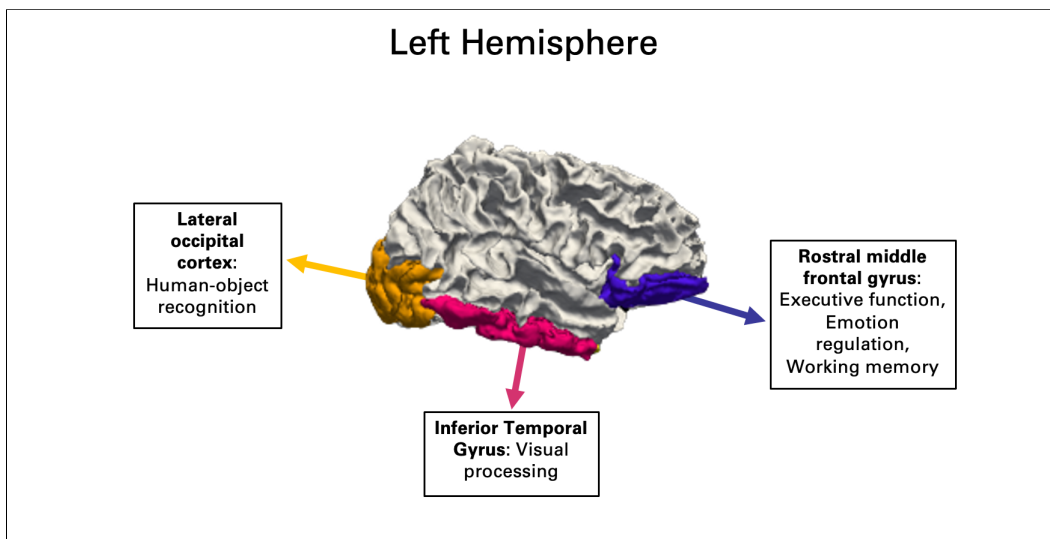 Left Hemisphere
Lateral
occipital
cortex:
Human-object
recognition
Rostral middle
frontal gyrus:
Executive function,
Emotion
regulation,
Working memory
Inferior Temporal
Gyrus: Visual
processing